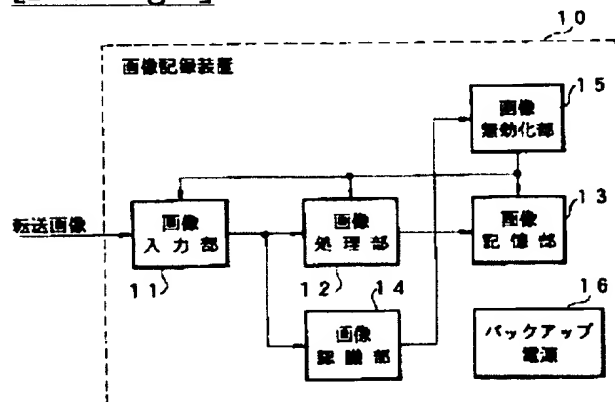 10
画像記録装置
15
画像
無効化部
転送画像
画像
入力部
11
画像
処理部
12
画像
記憶部
13
14
画像
認識部
16
バックアップ
電源